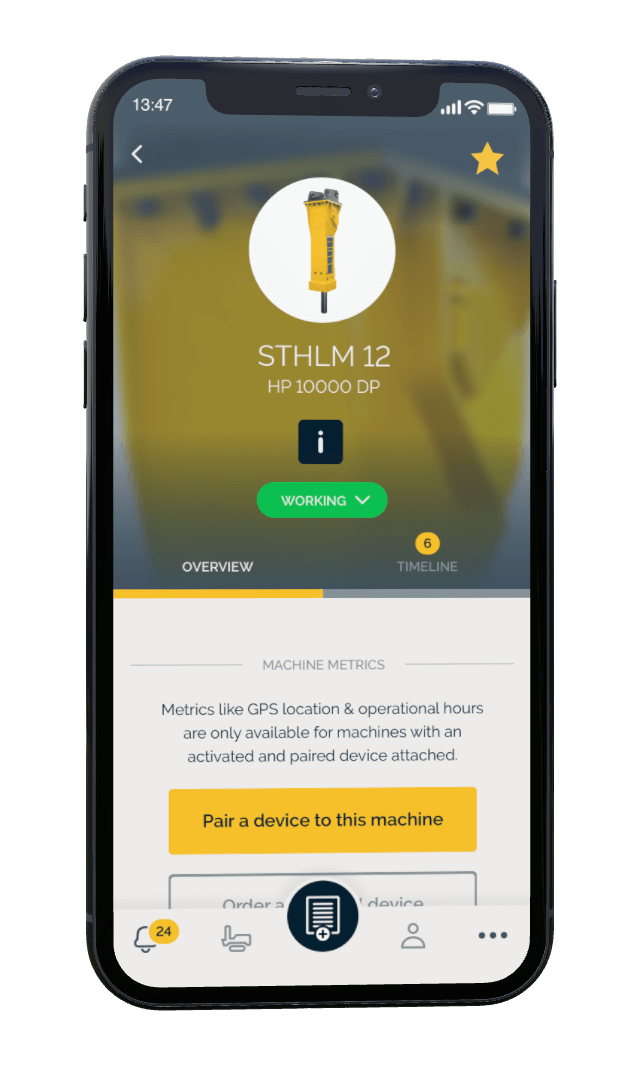 13:47
STHLM 12
HP 10000 DP
i
WORKING
6
OVERVIEW
TIMELINE
MACHINE METRICS
Metrics like GPS location & operational hours
are only available for machines with an
activated and paired device attached.
Pair a device to this machine
Order a device
24